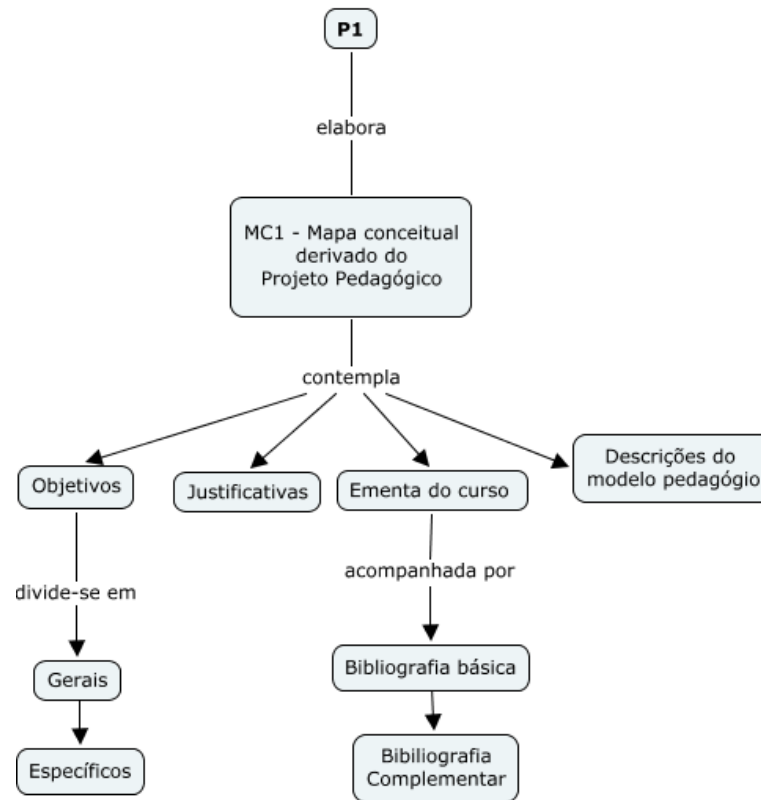 P1
elabora
MC1 - Mapa conceitual
derivado do
Projeto Pedagógico
contempla
Objetivos
Justificativas
Ementa do curso
Descrições do
modelo pedagógio
divide-se em
acompanhada por
Gerais
Bibliografia básica
Específicos
Bibiliografia
Complementar